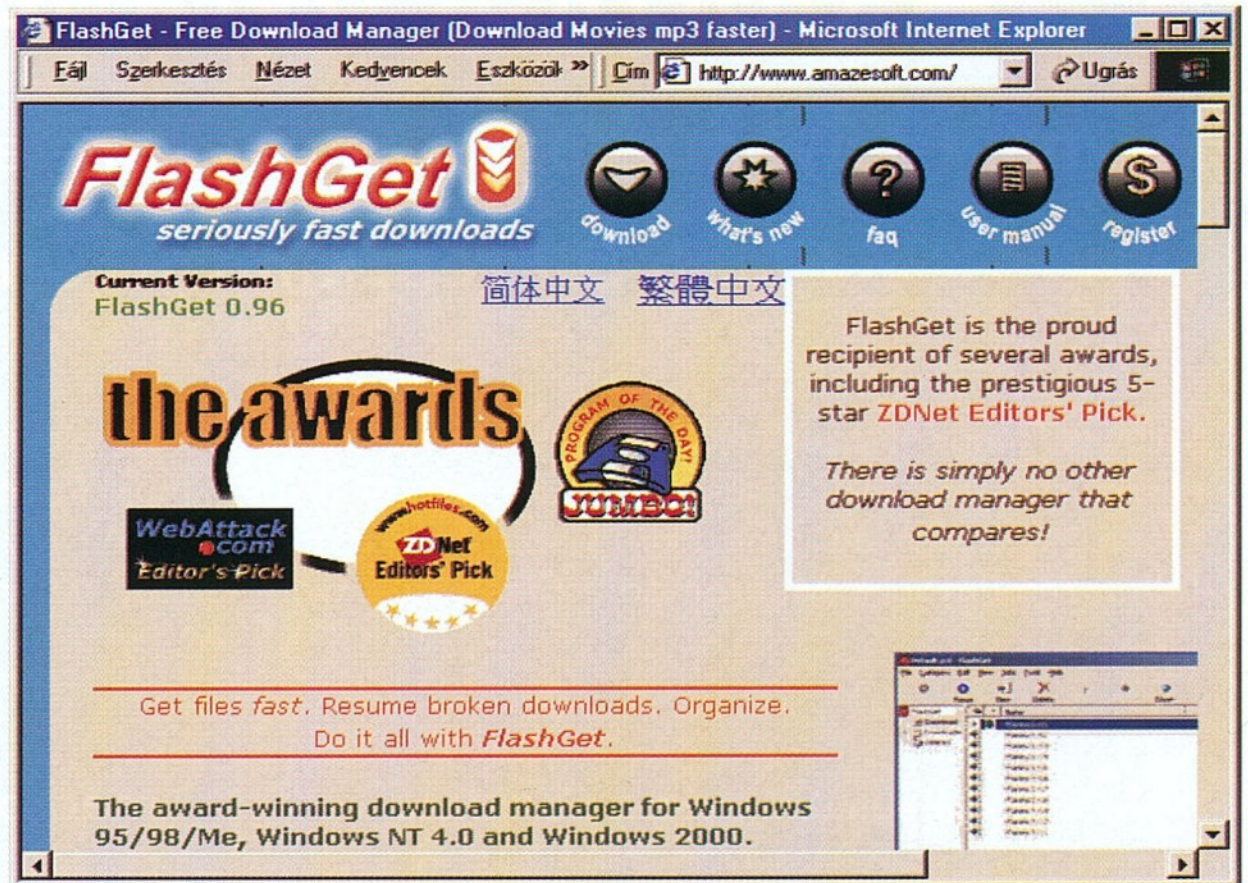 FlashGet - Free Download Manager (Download Movies mp3 faster) - Microsoft Internet Explorer
Fájl Szerkesztés Nézet Kedvencek Eszközök » Cím http://www.amazesoft.com/ Ugrás
FlashGet
seriously fast downloads
download
what's new
faq
user manual
register
Current Version:
FlashGet 0.96
简体中文 繁體中文
FlashGet is the proud
recipient of several awards,
including the prestigious 5-
star ZDNet Editors' Pick.
There is simply no other
download manager that
compares!
the awards
PROGRAM OF THE DAY!
JUMBO!
WebAttack
.com
Editor's Pick
www.hotfiles.com
ZDNet
Editors' Pick
Get files fast. Resume broken downloads. Organize.
Do it all with FlashGet.
The award-winning download manager for Windows
95/98/Me, Windows NT 4.0 and Windows 2000.